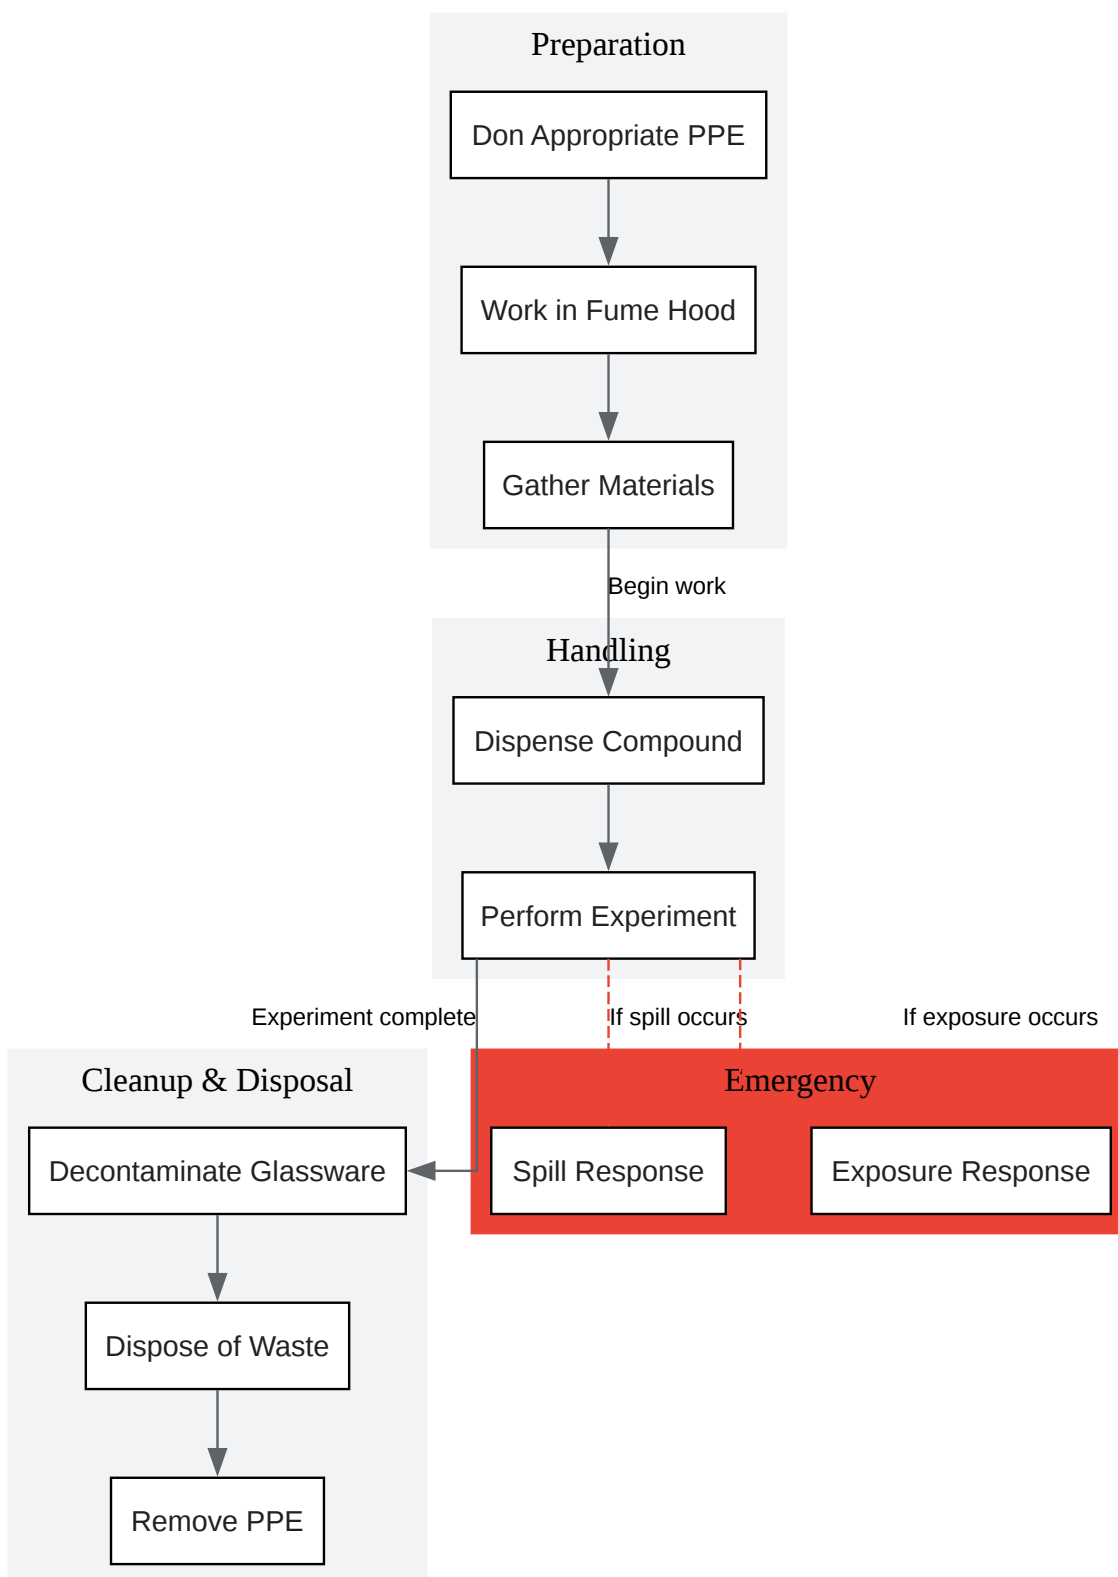 Preparation
Don Appropriate PPE
Work in Fume Hood
Gather Materials
Begin work
Handling
Dispense Compound
Perform Experiment
Experiment complete
If spill occurs
If exposure occurs
Cleanup & Disposal
Emergency
Decontaminate Glassware
Spill Response
Exposure Response
Dispose of Waste
Remove PPE